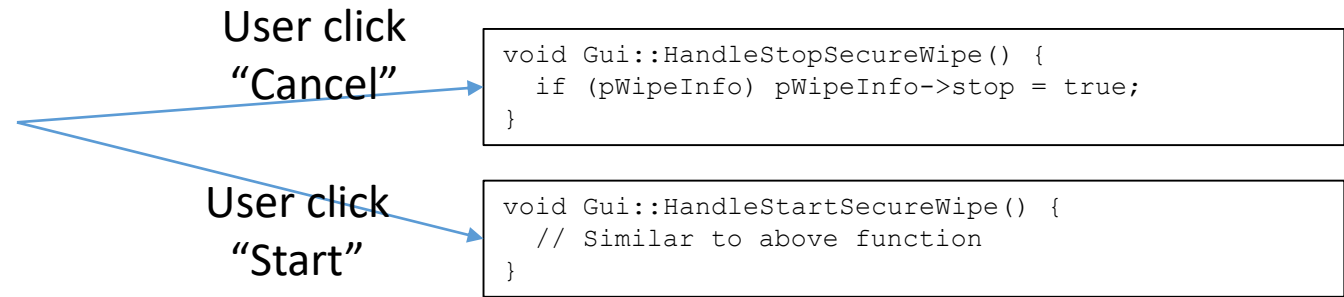 User click
“Cancel”
void Gui::HandleStopSecureWipe() {
  if (pWipeInfo) pWipeInfo->stop = true;
}
User click
“Start”
void Gui::HandleStartSecureWipe() {
  // Similar to above function
}